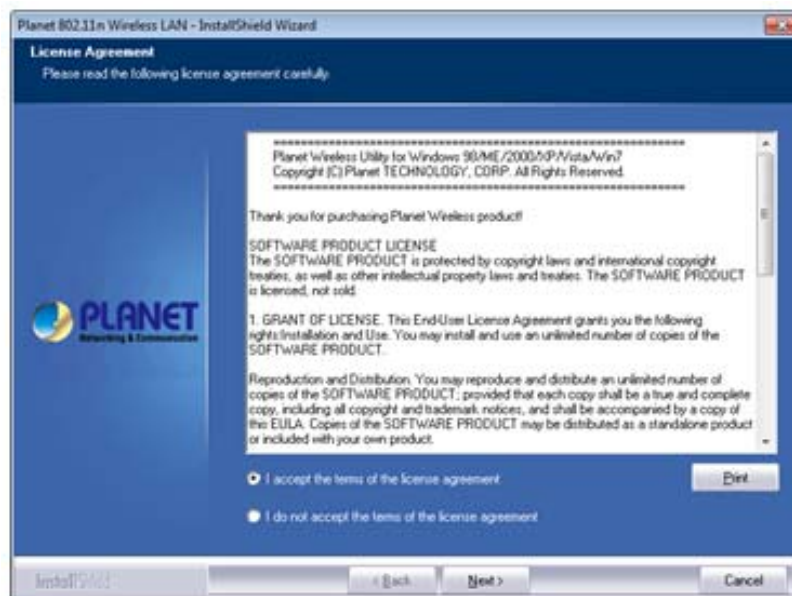 Planet 802.11n Wireless LAN - InstallShield Wizard
License Agreement
Please read the following license agreement carefully.
==========================================================
Planet Wireless Utility for Windows 98/ME/2000/XP/Vista/Win7
Copyright (C) Planet TECHNOLOGY, CORP. All Rights Reserved.
==========================================================
Thank you for purchasing Planet Wireless product!
SOFTWARE PRODUCT LICENSE
The SOFTWARE PRODUCT is protected by copyright laws and international copyright
treaties, as well as other intellectual property laws and treaties. The SOFTWARE PRODUCT
is licensed, not sold.
1. GRANT OF LICENSE. This End-User License Agreement grants you the following
rights:Installation and Use. You may install and use an unlimited number of copies of the
SOFTWARE PRODUCT.
Reproduction and Distribution. You may reproduce and distribute an unlimited number of
copies of the SOFTWARE PRODUCT; provided that each copy shall be a true and complete
copy, including all copyright and trademark notices, and shall be accompanied by a copy of
this EULA. Copies of the SOFTWARE PRODUCT may be distributed as a standalone product
or included with your own product.
PLANET
Networking & Communication
I accept the terms of the license agreement
Print
I do not accept the terms of the license agreement
InstallShield
< Back
Next >
Cancel